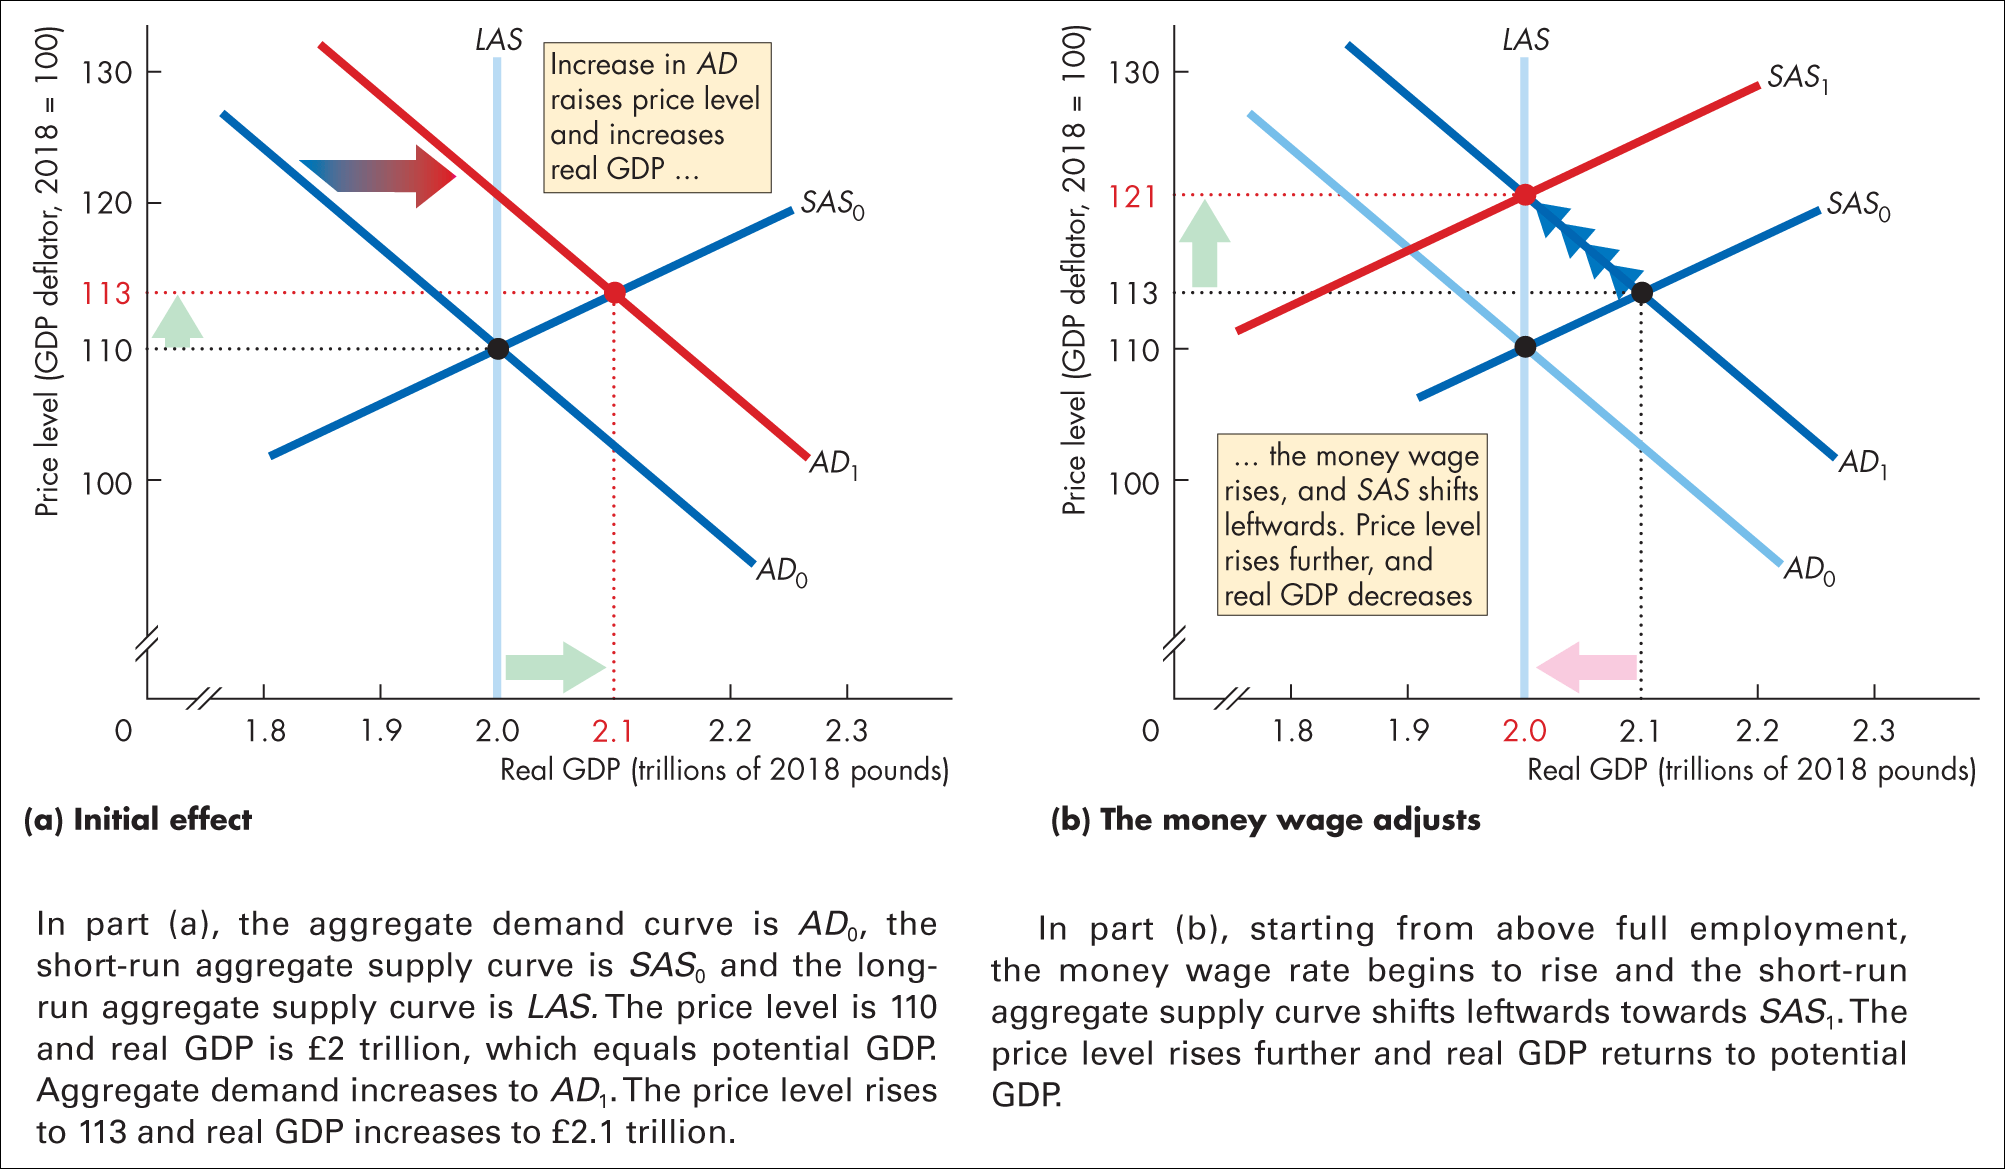 Price level (GDP deflator, 2018 = 100)
130
120
113
110
100
0
1.8
1.9
2.0
2.1
2.2
2.3
Real GDP (trillions of 2018 pounds)
LAS
Increase in AD
raises price level
and increases
real GDP ...
SAS0
AD1
AD0
(a) Initial effect
Price level (GDP deflator, 2018 = 100)
130
121
113
110
100
0
1.8
1.9
2.0
2.1
2.2
2.3
Real GDP (trillions of 2018 pounds)
LAS
SAS1
SAS0
AD1
AD0
... the money wage
rises, and SAS shifts
leftwards. Price level
rises further, and
real GDP decreases
(b) The money wage adjusts
In part (a), the aggregate demand curve is AD0, the
short-run aggregate supply curve is SAS0 and the long-
run aggregate supply curve is LAS. The price level is 110
and real GDP is £2 trillion, which equals potential GDP.
Aggregate demand increases to AD1. The price level rises
to 113 and real GDP increases to £2.1 trillion.
In part (b), starting from above full employment,
the money wage rate begins to rise and the short-run
aggregate supply curve shifts leftwards towards SAS1. The
price level rises further and real GDP returns to potential
GDP.